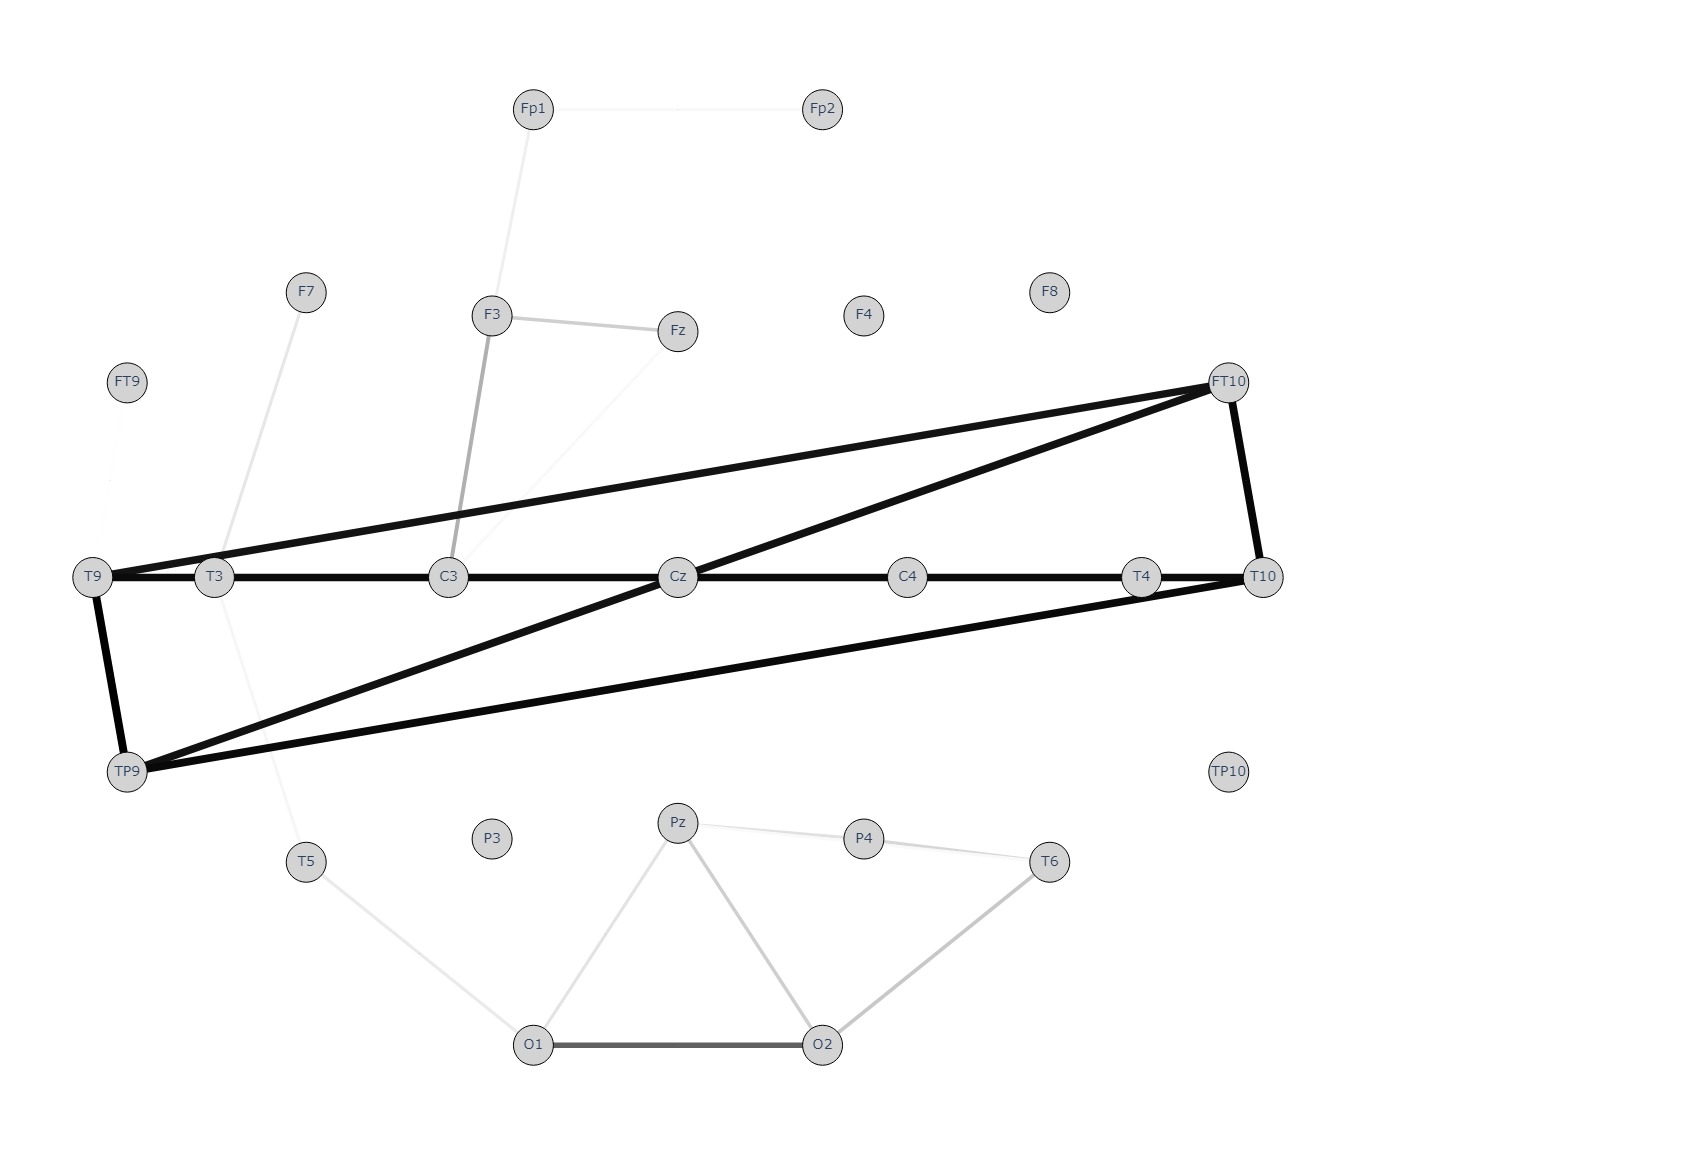 Fp1 Fp2
F7 F3 Fz F4 F8
FT9 FT10
T9 T3 C3 Cz C4 T4 T10
TP9 TP10
Pz
P3 P4
T5 T6
O1 O2